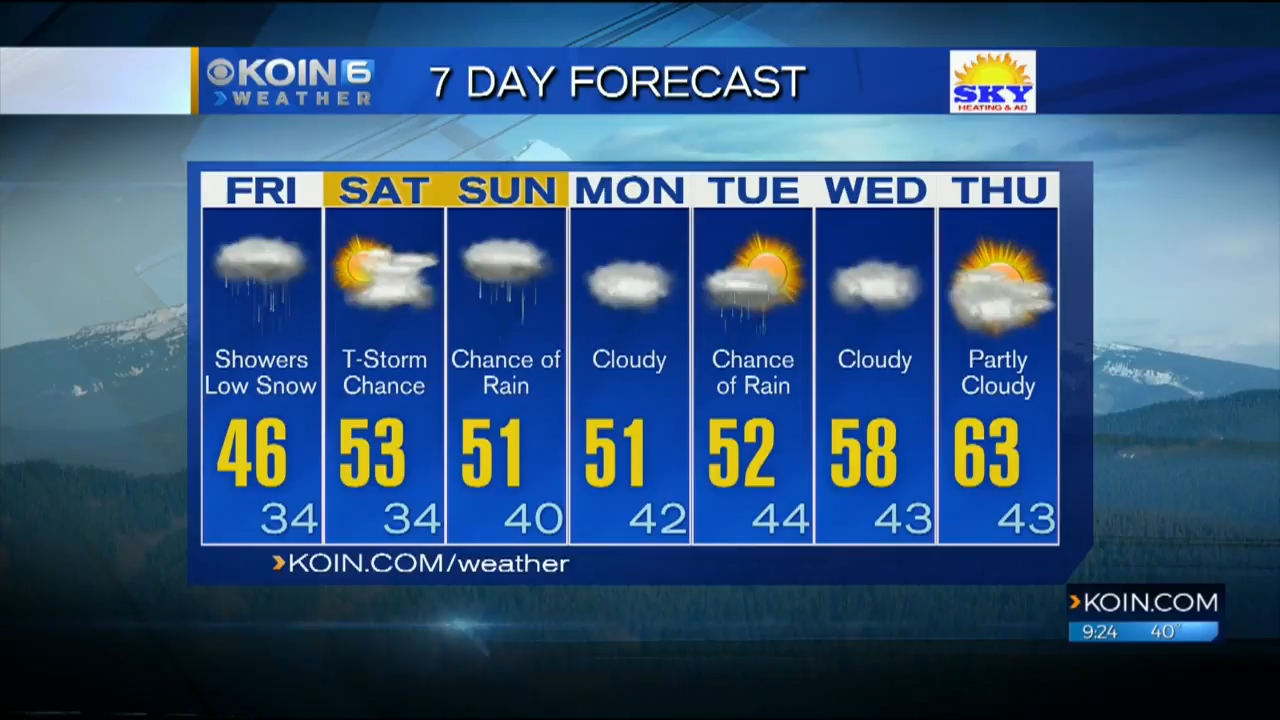 KOIN 6
WEATHER
7 DAY FORECAST
SKY
HEATING & AC
FRI SAT SUN MON TUE WED THU
Showers T-Storm Chance of Cloudy Chance Cloudy Partly
Low Snow Chance Rain of Rain Cloudy
46 53 51 51 52 58 63
34 34 40 42 44 43 43
KOIN.COM/weather
KOIN.COM
9:24 40°